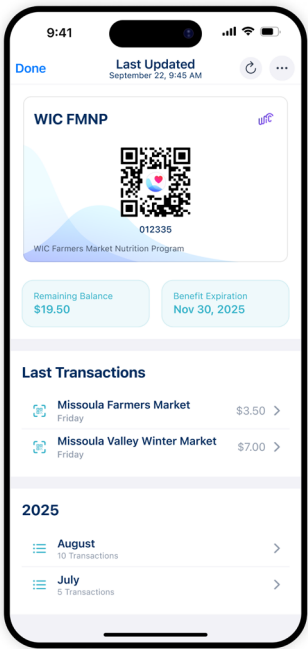 9:41
Done
Last Updated
September 22, 9:45 AM
WIC FMNP
WIC
012335
WIC Farmers Market Nutrition Program
Remaining Balance
$19.50
Benefit Expiration
Nov 30, 2025
Last Transactions
Missoula Farmers Market
Friday
$3.50
Missoula Valley Winter Market
Friday
$7.00
2025
August
10 Transactions
July
5 Transactions